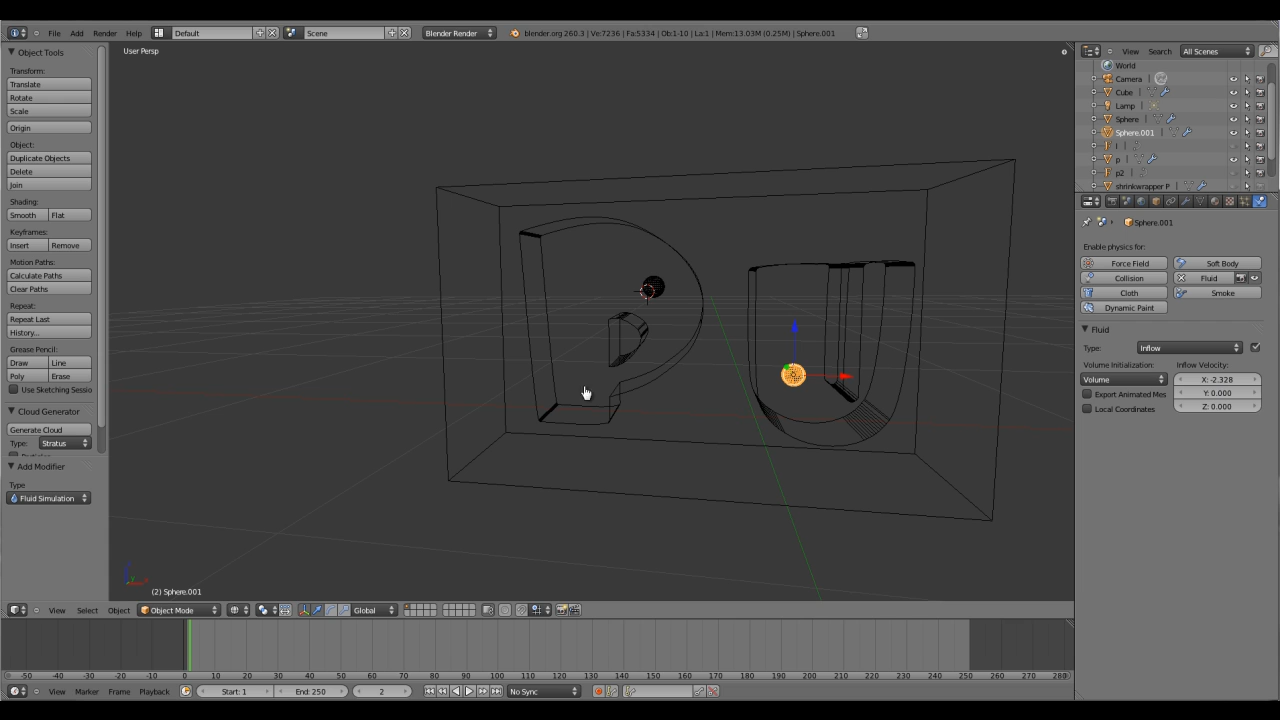 File Add Render Help Default Scene Blender Render blender.org 260.3 | Ve:7236 | Fa:5334 | Ob:1-10 | La:1 | Mem:13.03M (0.25M) | Sphere.001
Object Tools
Transform:
Translate
Rotate
Scale
Origin
Object:
Duplicate Objects
Delete
Join
Shading:
Smooth Flat
Keyframes:
Insert Remove
Motion Paths:
Calculate Paths
Clear Paths
Repeat:
Repeat Last
History...
Grease Pencil:
Draw Line
Poly Erase
Use Sketching Sessio
Cloud Generator
Generate Cloud
Type: Stratus
Add Modifier
Type
Fluid Simulation
User Persp
(2) Sphere.001
View Search All Scenes
World
Camera
Cube
Lamp
Sphere
Sphere.001
l
p
p2
shrinkwrapper P
Sphere.001
Enable physics for:
Force Field Soft Body
Collision Fluid
Cloth Smoke
Dynamic Paint
Fluid
Type: Inflow
Volume Initialization: Inflow Velocity:
Volume X: -2.328
Export Animated Mes Y: 0.000
Local Coordinates Z: 0.000
View Select Object Object Mode Global
-50 -40 -30 -20 -10 0 10 20 30 40 50 60 70 80 90 100 110 120 130 140 150 160 170 180 190 200 210 220 230 240 250 260 270 280
View Marker Frame Playback Start: 1 End: 250 2 No Sync